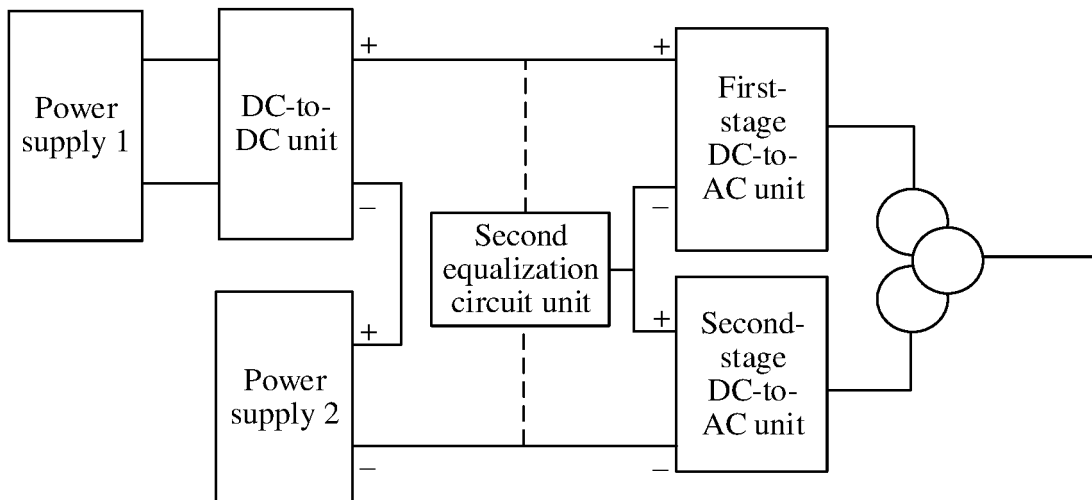 Power
supply 1
DC-to-
DC unit
+
−
Power
supply 2
+
−
Second
equalization
circuit unit
+
First-
stage
DC-to-
AC unit
−
+
Second-
stage
DC-to-
AC unit
−